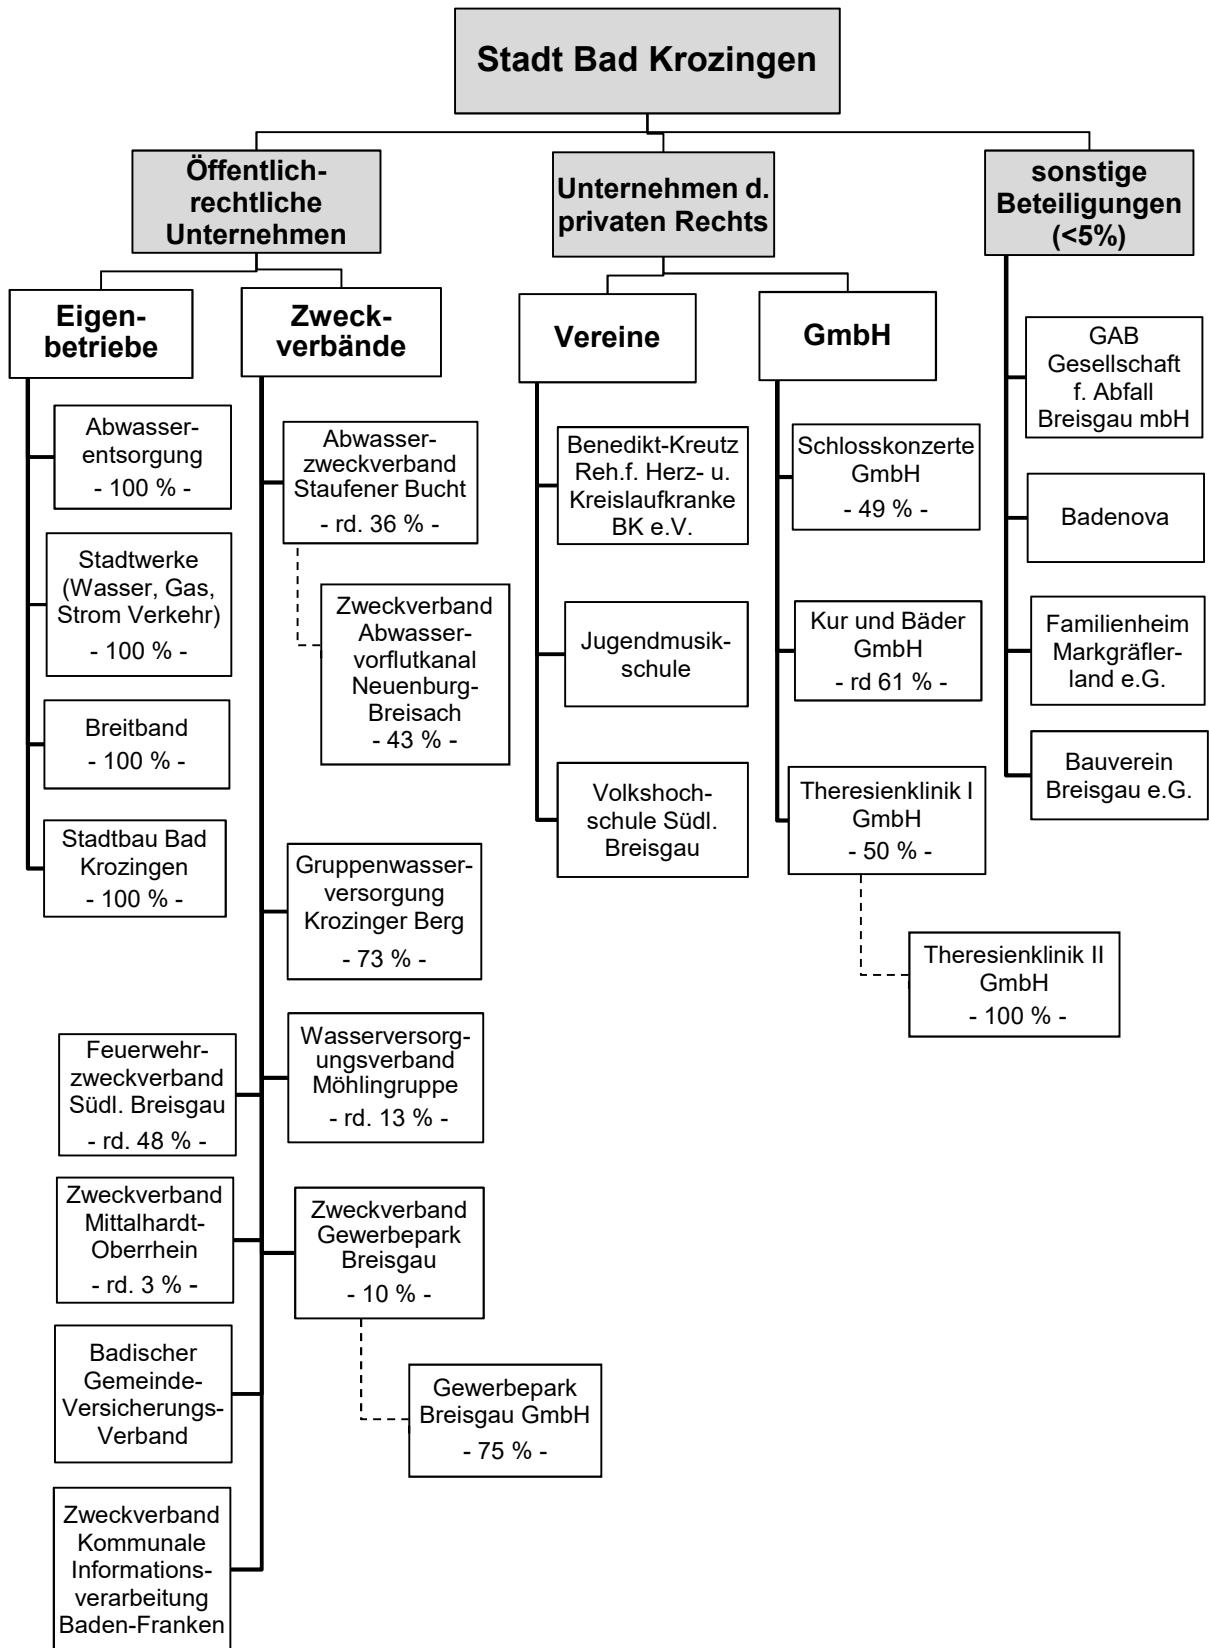 Stadt Bad Krozingen
Öffentlich-
rechtliche
Unternehmen
Unternehmen d.
privaten Rechts
sonstige
Beteiligungen
(<5%)
Eigen-
betriebe
Zweck-
verbände
Vereine
GmbH
Abwasser-
entsorgung
- 100 % -
Stadtwerke
(Wasser, Gas,
Strom Verkehr)
- 100 % -
Breitband
- 100 % -
Stadtbau Bad
Krozingen
- 100 % -
Abwasser-
zweckverband
Staufener Bucht
- rd. 36 % -
Zweckverband
Abwasser-
vorflutkanal
Neuenburg-
Breisach
- 43 % -
Gruppenwasser-
versorgung
Krozinger Berg
- 73 % -
Wasserversorg-
ungsverband
Möhlingruppe
- rd. 13 % -
Feuerwehr-
zweckverband
Südl. Breisgau
- rd. 48 % -
Zweckverband
Mittalhardt-
Oberrhein
- rd. 3 % -
Zweckverband
Gewerbepark
Breisgau
- 10 % -
Gewerbepark
Breisgau GmbH
- 75 % -
Badischer
Gemeinde-
Versicherungs-
Verband
Zweckverband
Kommunale
Informations-
verarbeitung
Baden-Franken
Benedikt-Kreutz
Reh.f. Herz- u.
Kreislaufkranke
BK e.V.
Jugendmusik-
schule
Volkshoch-
schule Südl.
Breisgau
Schlosskonzerte
GmbH
- 49 % -
Kur und Bäder
GmbH
- rd 61 % -
Theresienklinik I
GmbH
- 50 % -
Theresienklinik II
GmbH
- 100 % -
GAB
Gesellschaft
f. Abfall
Breisgau mbH
Badenova
Familienheim
Markgräfler-
land e.G.
Bauverein
Breisgau e.G.